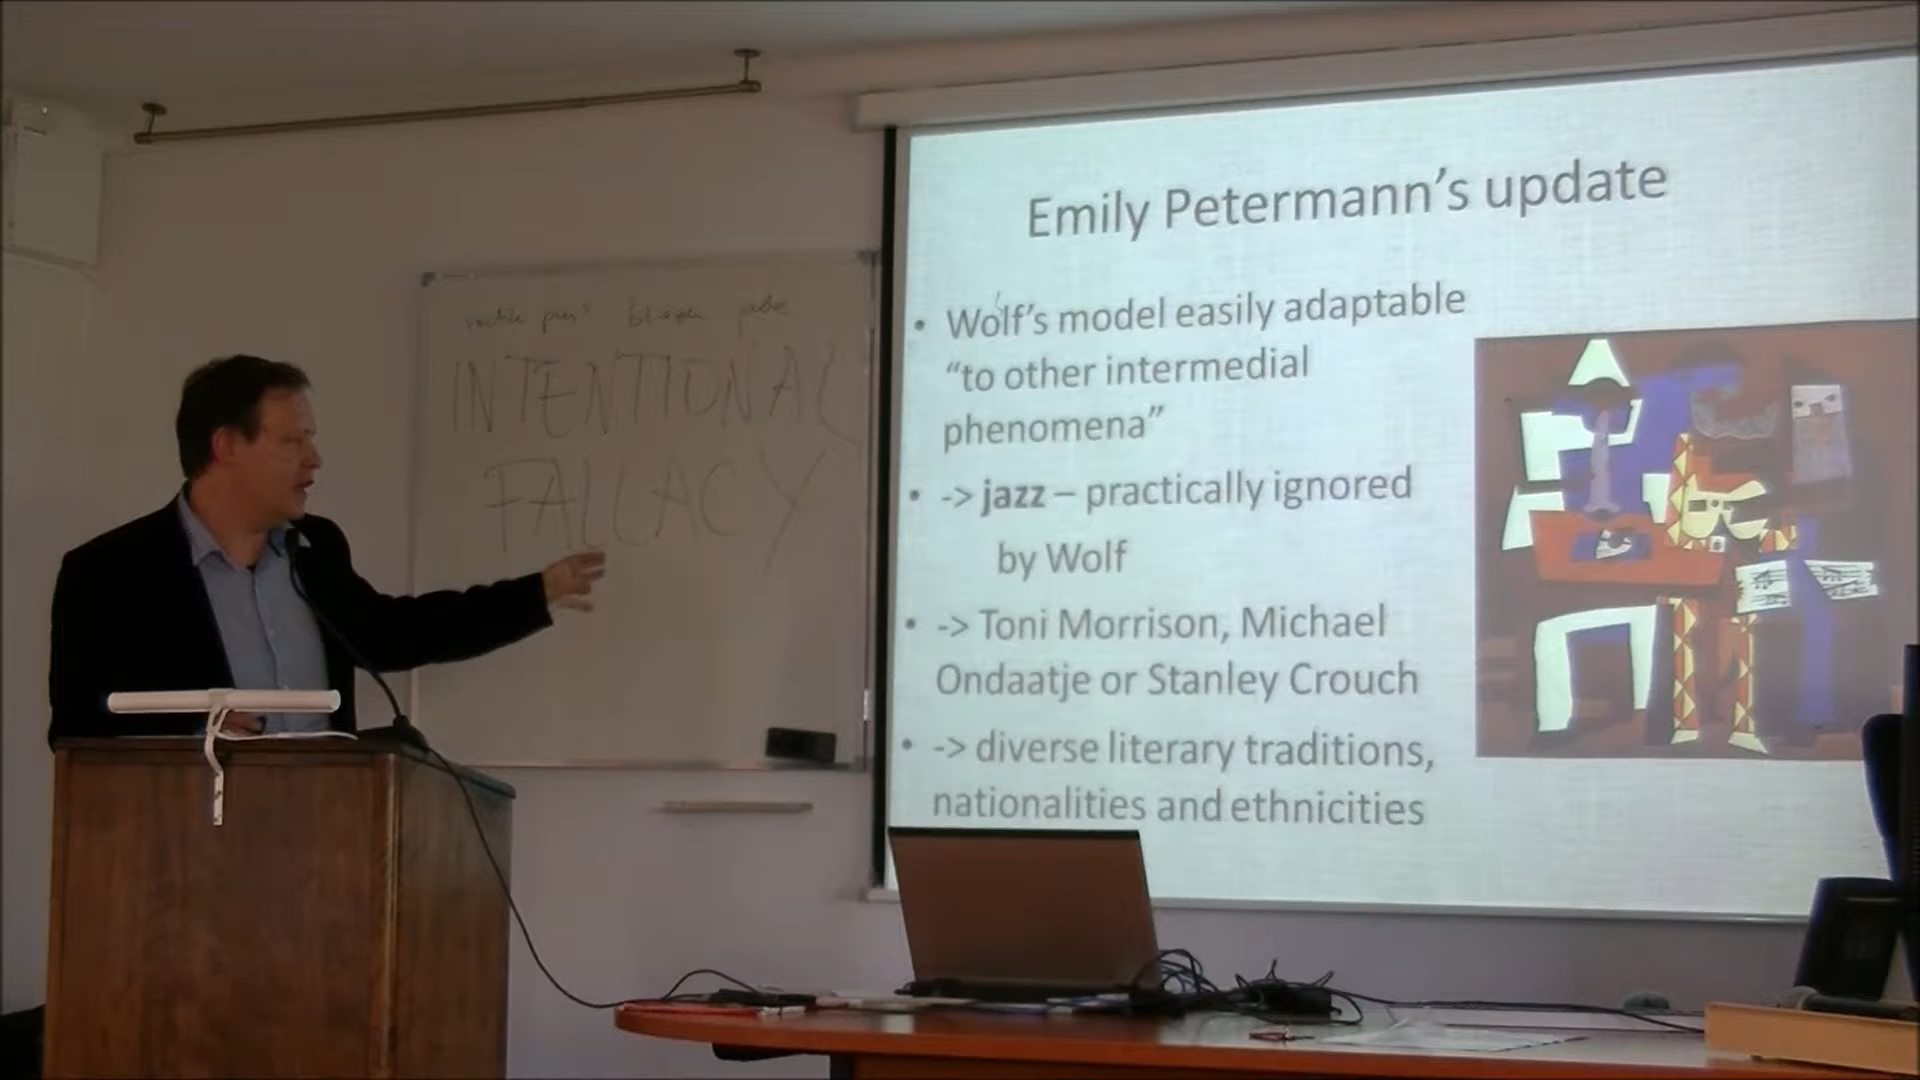 INTENTIONAL
FALLACY
Emily Petermann's update
• Wolf's model easily adaptable
"to other intermedial
phenomena"
• -> jazz – practically ignored
by Wolf
• -> Toni Morrison, Michael
Ondaatje or Stanley Crouch
• -> diverse literary traditions,
nationalities and ethnicities